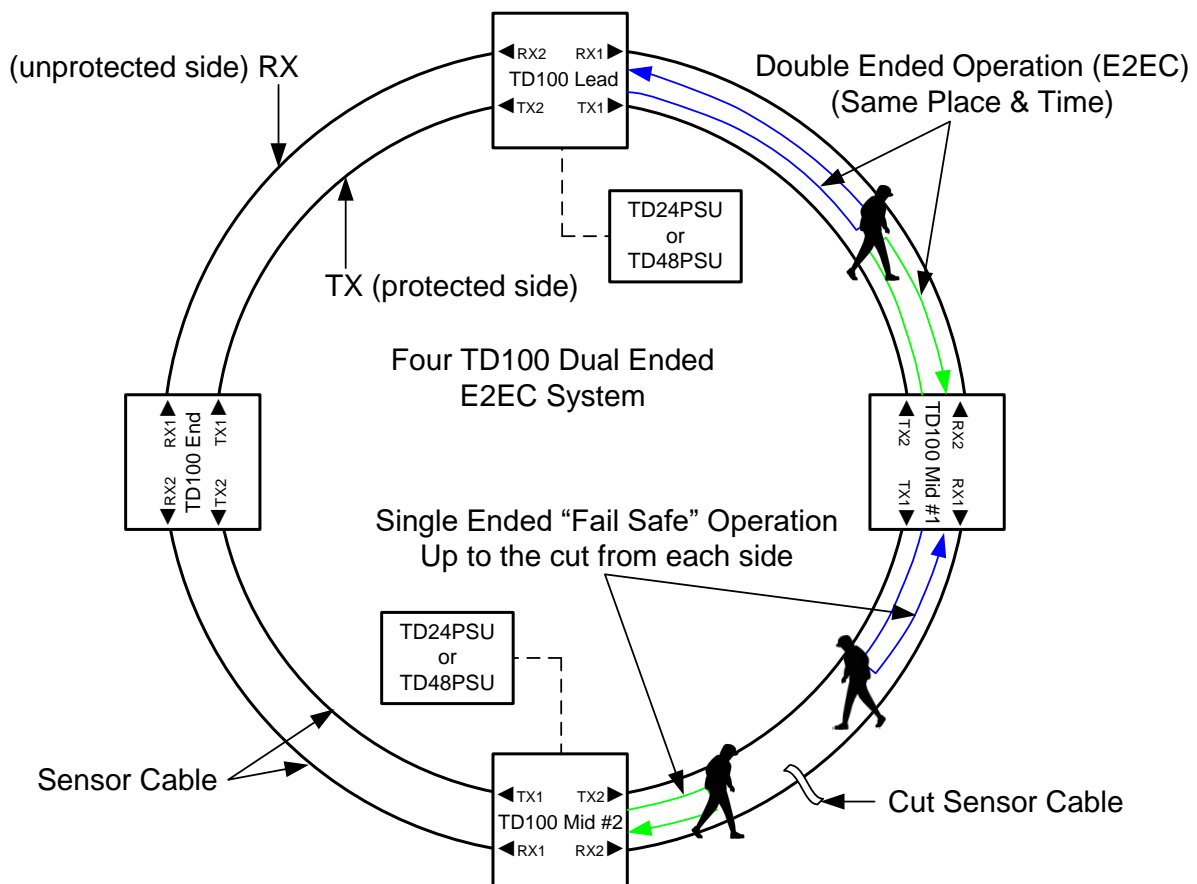 RX2
RX1
TD100 Lead
TX2
TX1
(unprotected side) RX
Double Ended Operation (E2EC)
(Same Place & Time)
TD24PSU
or
TD48PSU
TX (protected side)
Four TD100 Dual Ended
E2EC System
RX1
TX1
TD100 End
RX2
TX2
TX2
RX2
TD100 Mid #1
TX1
RX1
Single Ended “Fail Safe” Operation
Up to the cut from each side
TD24PSU
or
TD48PSU
Sensor Cable
TX1
TX2
TD100 Mid #2
RX1
RX2
Cut Sensor Cable